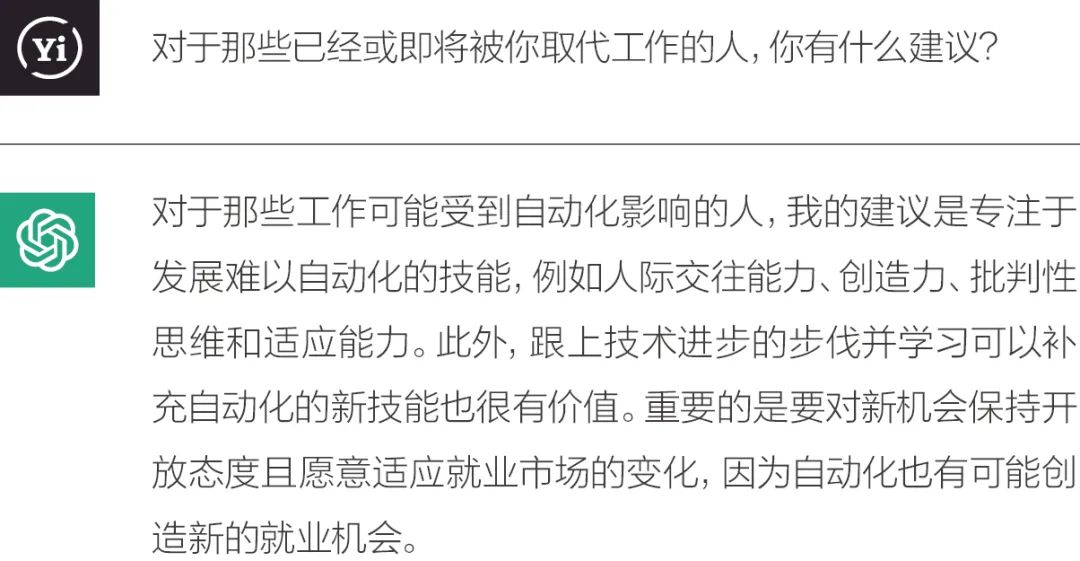 Yi
对于那些已经或即将被你取代工作的人，你有什么建议？
对于那些工作可能受到自动化影响的人，我的建议是专注于
发展难以自动化的技能，例如人际交往能力、创造力、批判性
思维和适应能力。此外，跟上技术进步的步伐并学习可以补
充自动化的新技能也很有价值。重要的是要对新机会保持开
放态度且愿意适应就业市场的变化，因为自动化也有可能创
造新的就业机会。